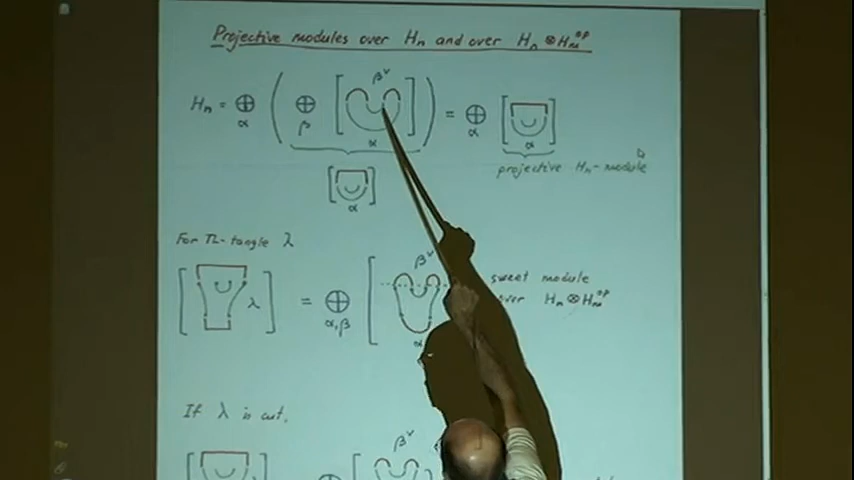 Projective modules over Hn and over Hn ⊗ Hm^op
Hn = ⊕α ( ⊕β [ β^v α ] ) = ⊕α [ α ]
projective Hn-module
[ α ]
For TL-tangle λ
[ λ ] = ⊕α,β [ β^v α
sweet module
over Hn ⊗ Hm^op
If λ is cut,
β^v